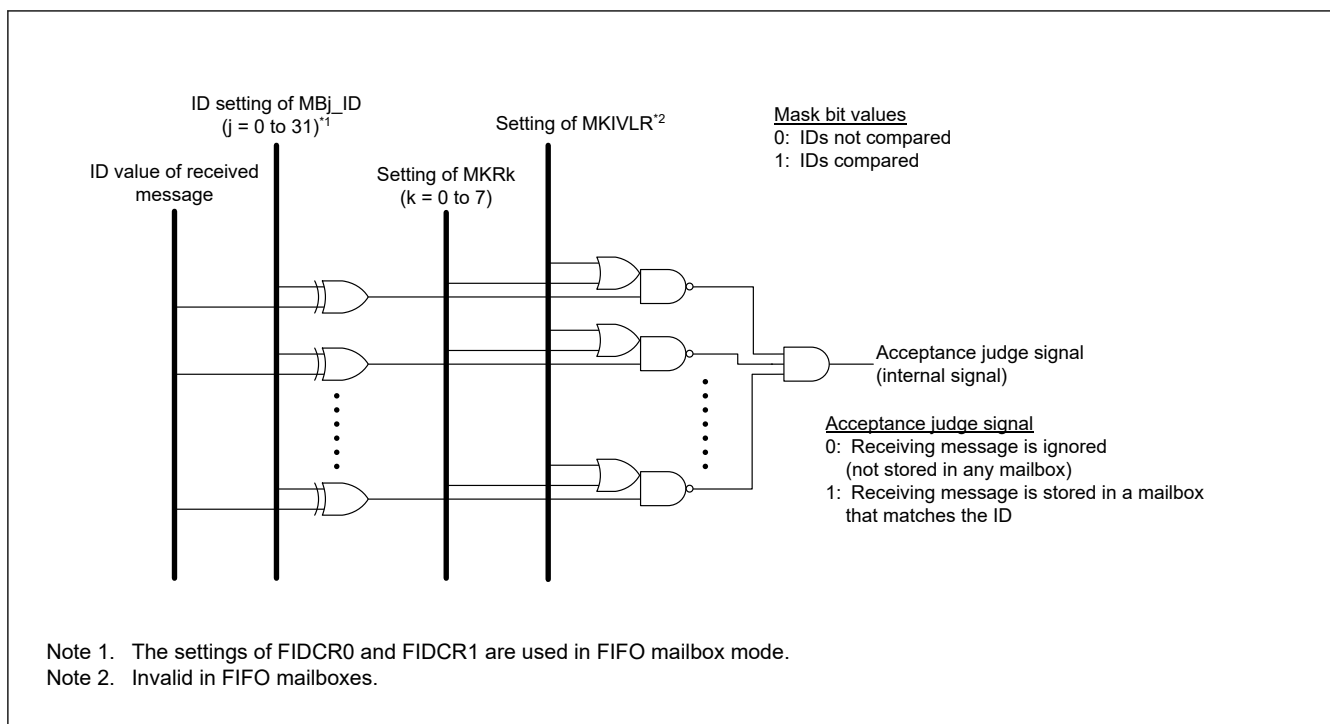 ID setting of MBj_ID
(j = 0 to 31)*1
Setting of MKIVLR*2
Mask bit values
0: IDs not compared
1: IDs compared
ID value of received
message
Setting of MKRk
(k = 0 to 7)
Acceptance judge signal
(internal signal)
Acceptance judge signal
0: Receiving message is ignored
(not stored in any mailbox)
1: Receiving message is stored in a mailbox
that matches the ID
Note 1. The settings of FIDCR0 and FIDCR1 are used in FIFO mailbox mode.
Note 2. Invalid in FIFO mailboxes.